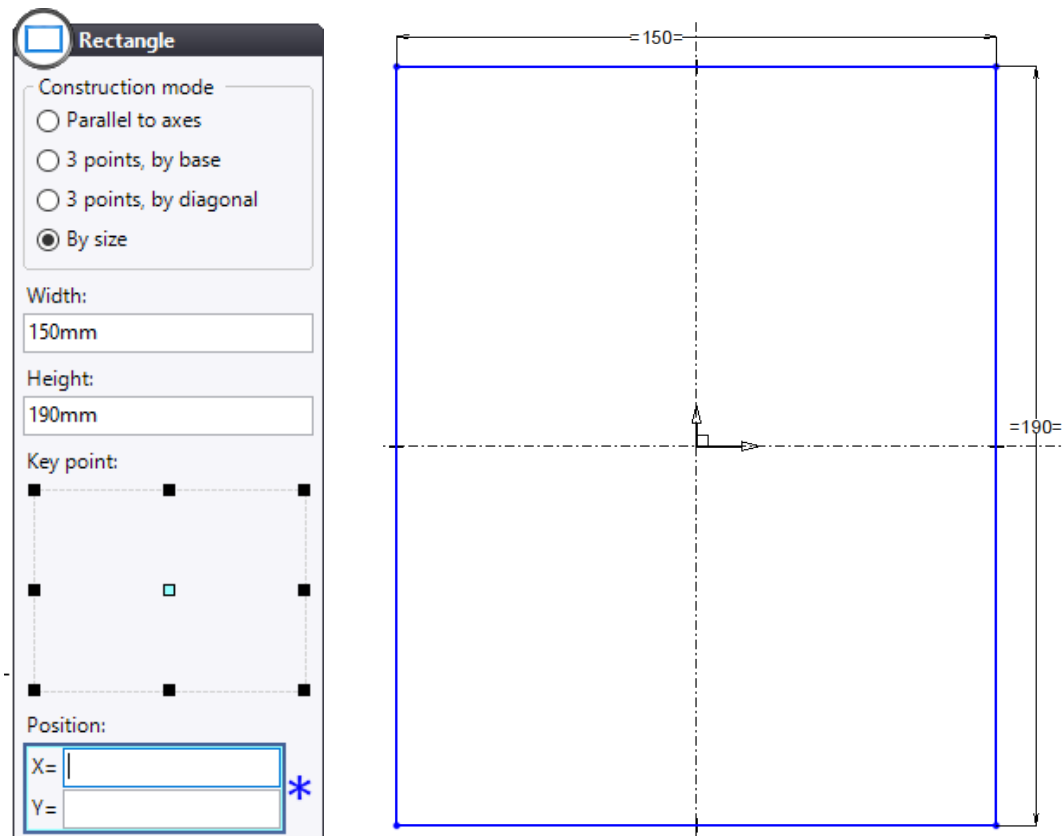 Rectangle
Construction mode
Parallel to axes
3 points, by base
3 points, by diagonal
By size
Width:
150mm
Height:
190mm
Key point:
Position:
X=
Y=
=150=
=190=